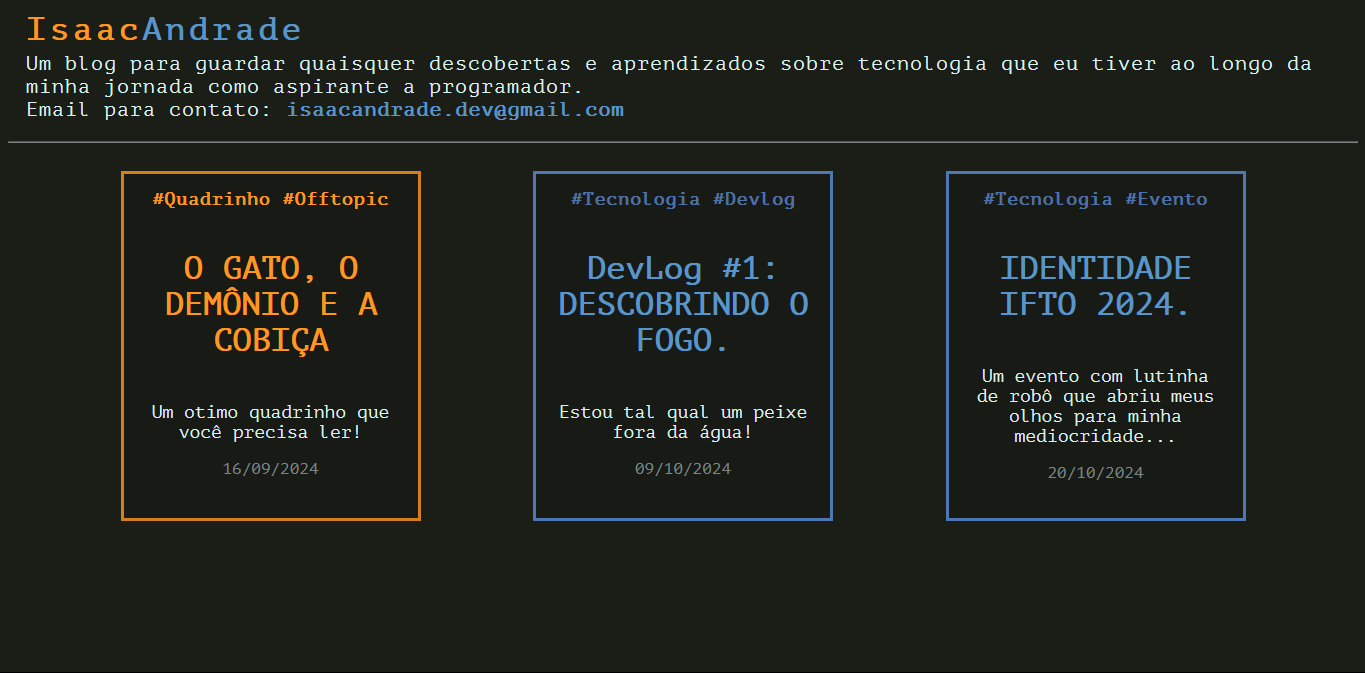 IsaacAndrade
Um blog para guardar quaisquer descobertas e aprendizados sobre tecnologia que eu tiver ao longo da
minha jornada como aspirante a programador.
Email para contato: isaacandrade.dev@gmail.com
#Quadrinho #Offtopic
O GATO, O
DEMÔNIO E A
COBIÇA
Um otimo quadrinho que
você precisa ler!
16/09/2024
#Tecnologia #Devlog
DevLog #1:
DESCOBRINDO O
FOGO.
Estou tal qual um peixe
fora da água!
09/10/2024
#Tecnologia #Evento
IDENTIDADE
IFTO 2024.
Um evento com lutinha
de robô que abriu meus
olhos para minha
mediocridade...
20/10/2024